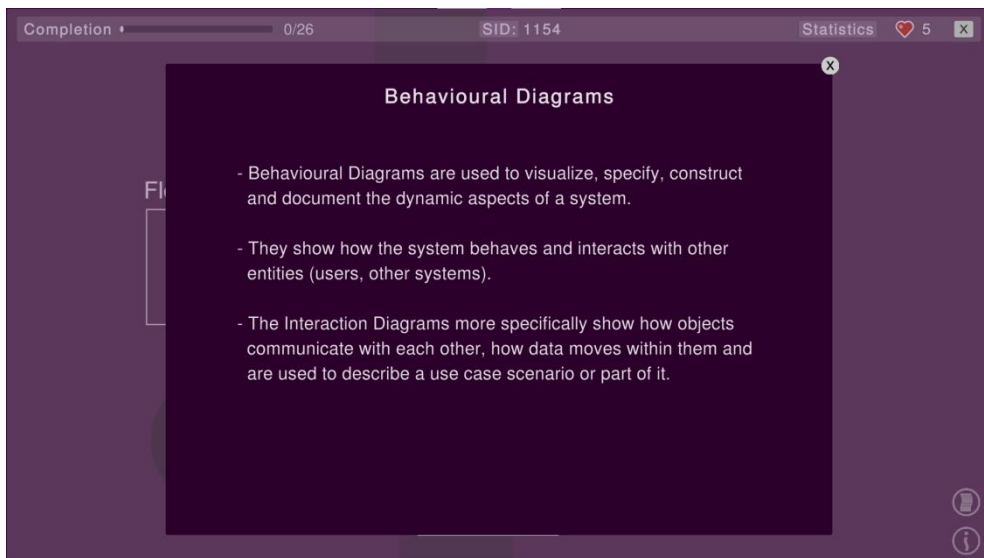 Completion 0/26 SID: 1154 Statistics 5 X
X
Behavioural Diagrams
- Behavioural Diagrams are used to visualize, specify, construct
and document the dynamic aspects of a system.
- They show how the system behaves and interacts with other
entities (users, other systems).
- The Interaction Diagrams more specifically show how objects
communicate with each other, how data moves within them and
are used to describe a use case scenario or part of it.